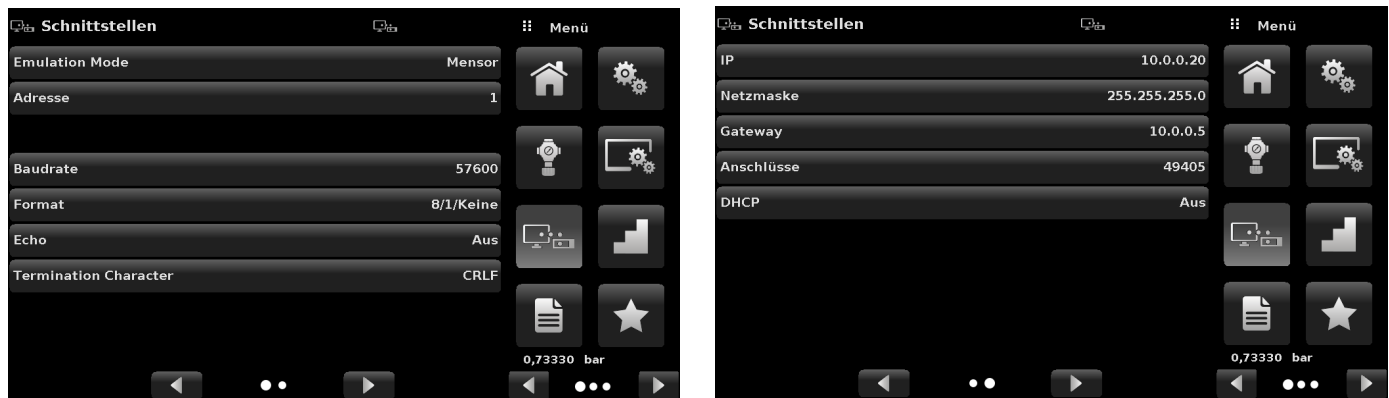 Schnittstellen
Menü
Emulation Mode Mensor
Adresse 1
Baudrate 57600
Format 8/1/Keine
Echo Aus
Termination Character CRLF
0,73330 bar
Schnittstellen
Menü
IP 10.0.0.20
Netzmaske 255.255.255.0
Gateway 10.0.0.5
Anschlüsse 49405
DHCP Aus
0,73330 bar